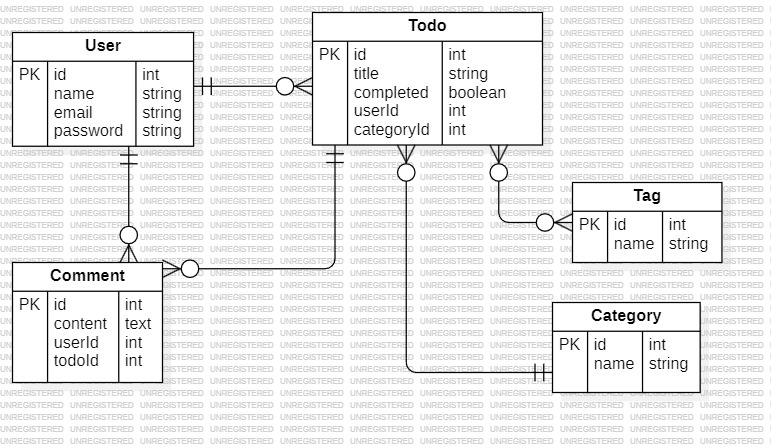 User
PK id int
name string
email string
password string
Todo
PK id int
title string
completed boolean
userId int
categoryId int
Tag
PK id int
name string
Comment
PK id int
content text
userId int
todoId int
Category
PK id int
name string
UNREGISTERED